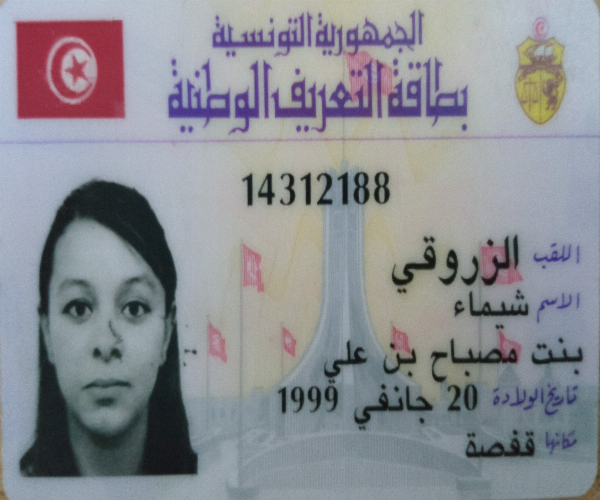 الجمهورية التونسية
بطاقة التعريف الوطنية
14312188
اللقب الزروقي
الاسم شيماء
بنت مصباح بن علي
تاريخ الولادة 20 جانفي 1999
مكانها قفصة